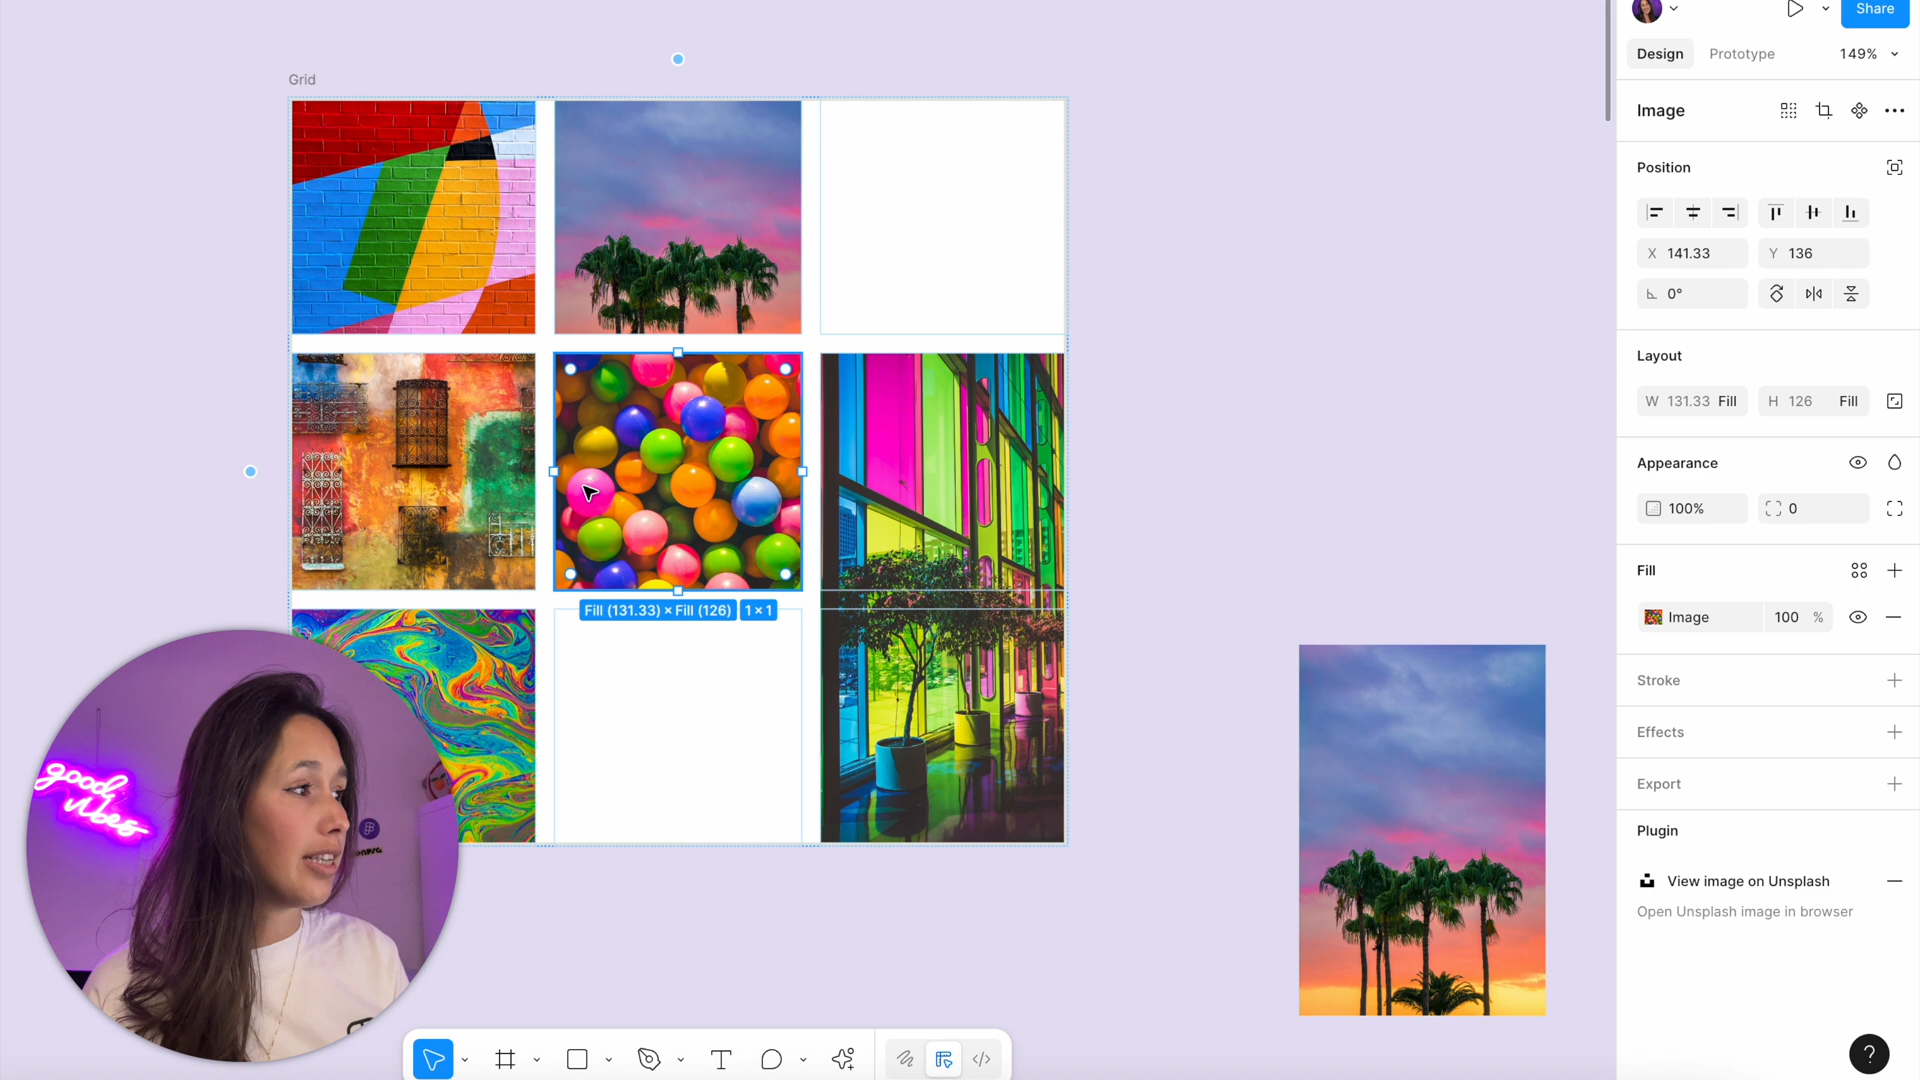 Grid
Share
Design
Prototype
149%
Image
Position
X 141.33
Y 136
0°
Layout
W 131.33 Fill
H 126 Fill
Appearance
100%
0
Fill
Image
100 %
Stroke
Effects
Export
Plugin
View image on Unsplash
Open Unsplash image in browser
Fill (131.33) × Fill (126)
1 × 1
good
vibes
T
</>
?